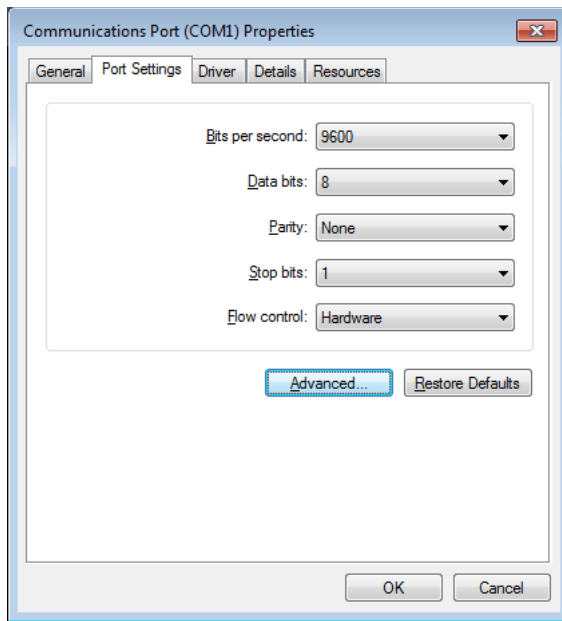 Communications Port (COM1) Properties
General Port Settings Driver Details Resources
Bits per second: 9600
Data bits: 8
Parity: None
Stop bits: 1
Flow control: Hardware
Advanced... Restore Defaults
OK Cancel